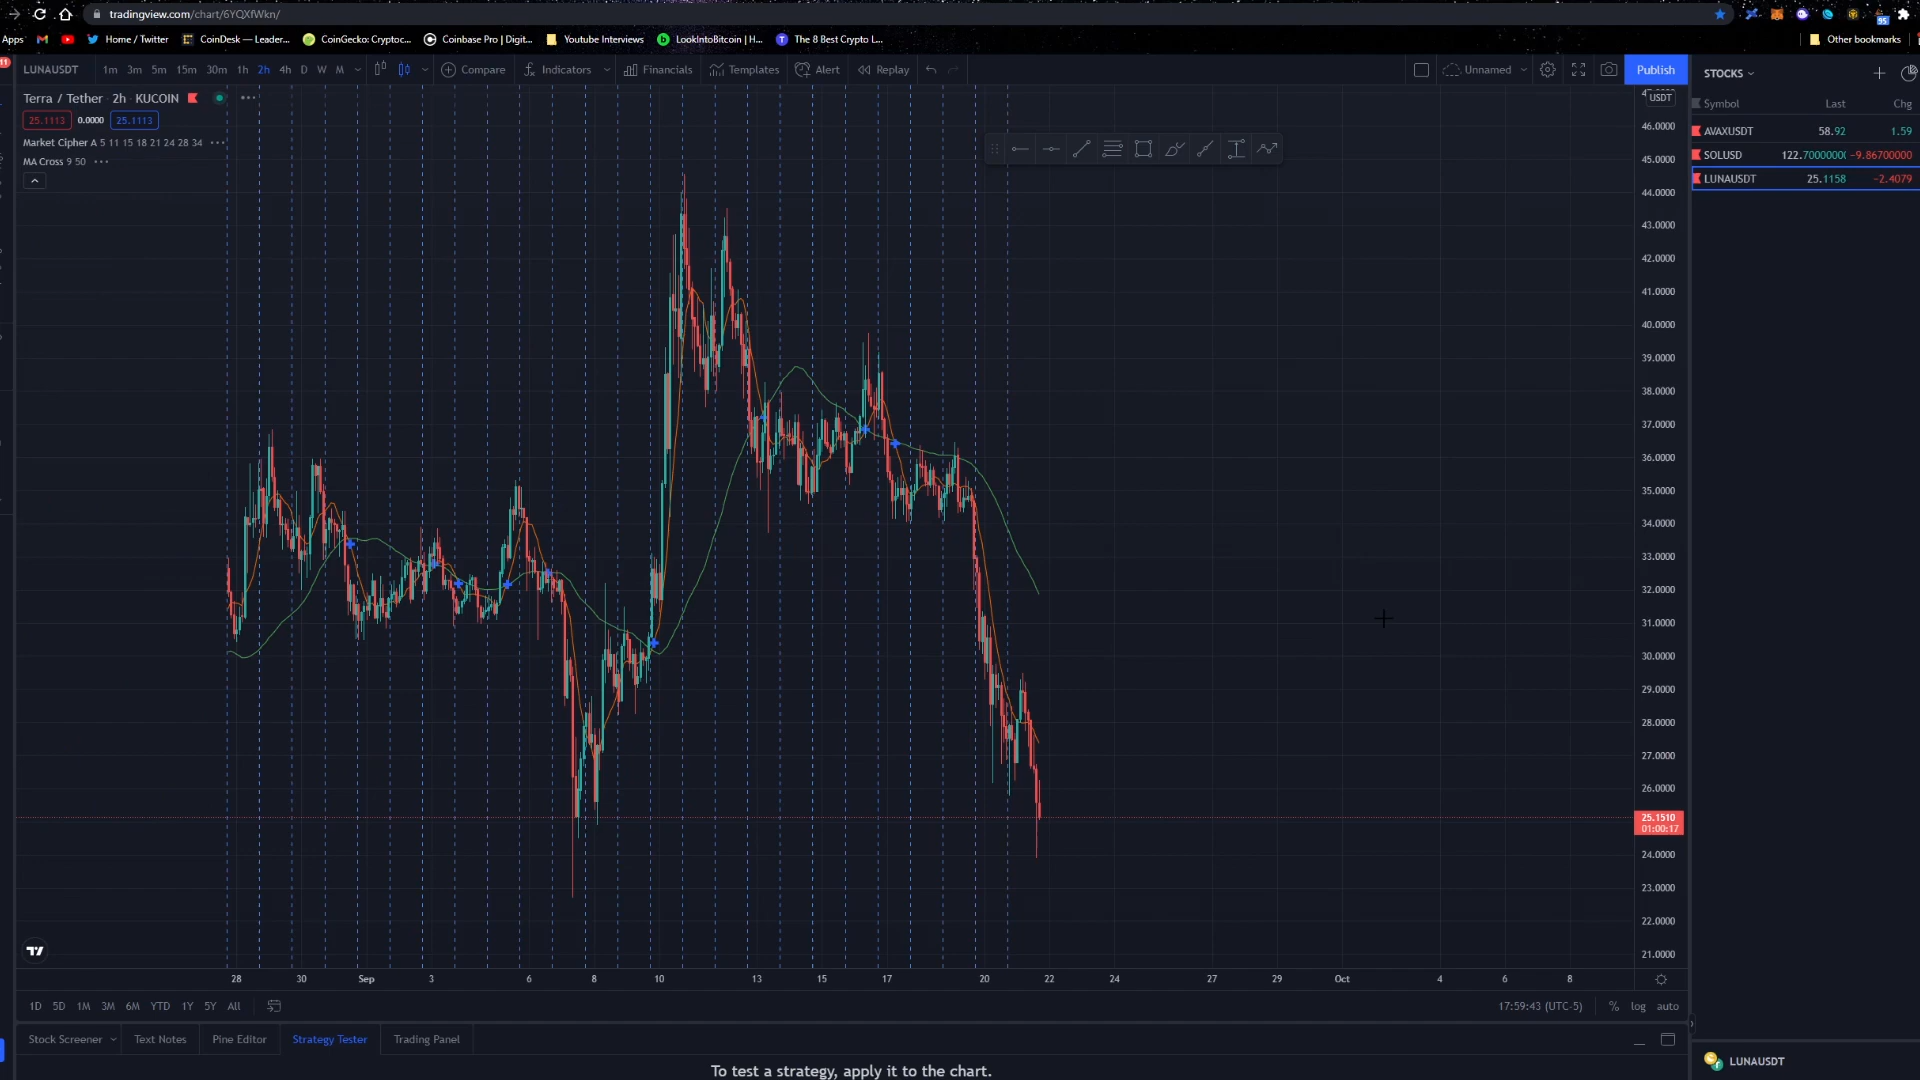 tradingview.com/chart/6YQXfWkn/
95
Apps Home / Twitter CoinDesk — Leader... CoinGecko: Cryptoc... Coinbase Pro | Digit... Youtube Interviews LookIntoBitcoin | H... The 8 Best Crypto L... Other bookmarks
11
LUNAUSDT 1m 3m 5m 15m 30m 1h 2h 4h D W M Compare Indicators Financials Templates Alert Replay Unnamed Publish
STOCKS
Terra / Tether 2h KUCOIN
USDT
Symbol Last Chg
25.1113 0.0000 25.1113
AVAXUSDT 58.92 1.59
Market Cipher A 5 11 15 18 21 24 28 34
SOLUSD 122.7000000 −9.86700000
MA Cross 9 50
LUNAUSDT 25.1158 −2.4079
46.0000
45.0000
44.0000
43.0000
42.0000
41.0000
40.0000
39.0000
38.0000
37.0000
36.0000
35.0000
34.0000
33.0000
32.0000
31.0000
30.0000
29.0000
28.0000
27.0000
26.0000
25.1510
01:00:17
24.0000
23.0000
22.0000
21.0000
28 30 Sep 3 6 8 10 13 15 17 20 22 24 27 29 Oct 4 6 8
1D 5D 1M 3M 6M YTD 1Y 5Y All 17:59:43 (UTC-5) % log auto
Stock Screener Text Notes Pine Editor Strategy Tester Trading Panel
LUNAUSDT
To test a strategy, apply it to the chart.